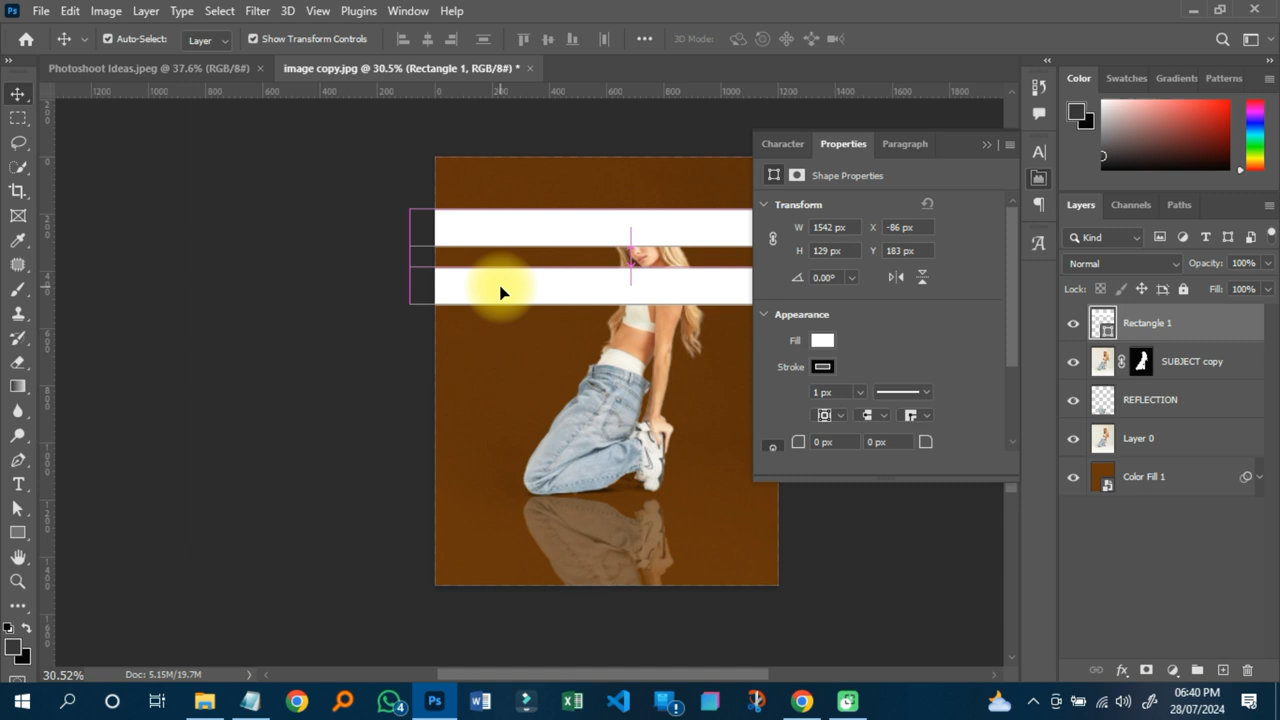 Ps File Edit Image Layer Type Select Filter 3D View Plugins Window Help
Auto-Select: Layer Show Transform Controls 3D Mode:
Photoshoot Ideas.jpeg @ 37.6% (RGB/8#) × image copy.jpg @ 30.5% (Rectangle 1, RGB/8#) * ×
1200 1000 800 600 400 200 0 200 400 600 800 1000 1200 1400 1600 1800
Color Swatches Gradients Patterns
Character Properties Paragraph
Shape Properties
Transform
W 1542 px X -86 px
H 129 px Y 183 px
0.00°
Appearance
Fill
Stroke
1 px
0 px 0 px
Layers Channels Paths
Kind
Normal Opacity: 100%
Lock: Fill: 100%
Rectangle 1
SUBJECT copy
REFLECTION
Layer 0
Color Fill 1
30.52% Doc: 5.15M/19.7M
4 Ps
06:40 PM
28/07/2024